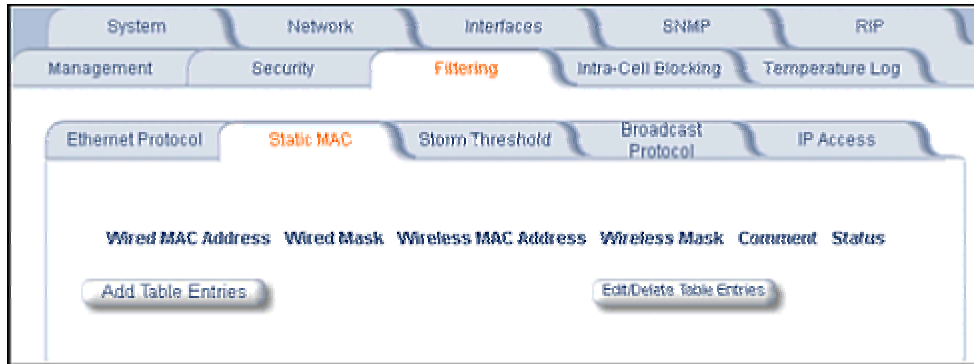 System Network Interfaces SNMP RIP
Management Security Filtering Intra-Cell Blocking Temperature Log
Ethernet Protocol Static MAC Storm Threshold Broadcast Protocol IP Access
Wired MAC Address Wired Mask Wireless MAC Address Wireless Mask Comment Status
Add Table Entries Edit/Delete Table Entries